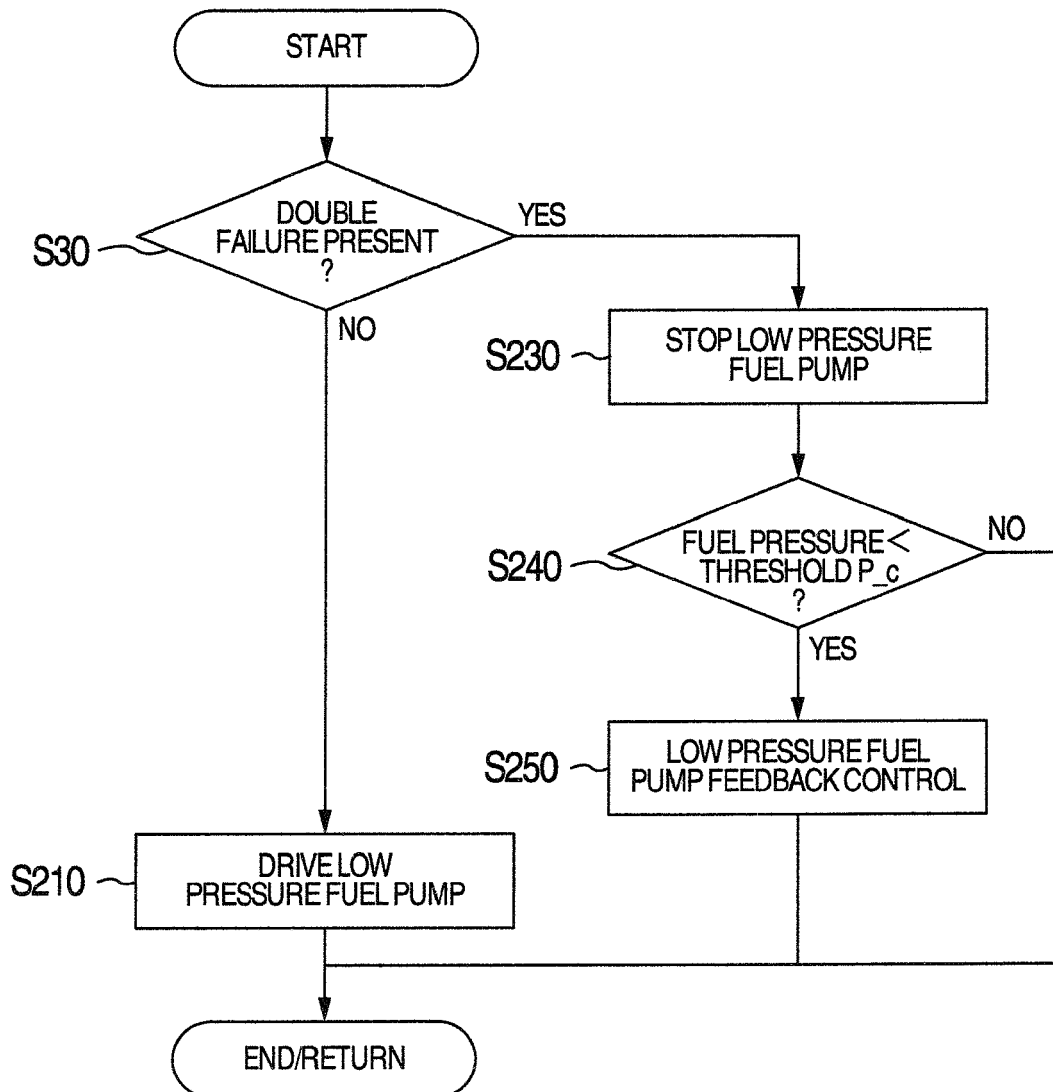 START
S30
DOUBLE
FAILURE PRESENT
?
YES
NO
S230
STOP LOW PRESSURE
FUEL PUMP
S240
FUEL PRESSURE <
THRESHOLD P_c
?
NO
YES
S250
LOW PRESSURE FUEL
PUMP FEEDBACK CONTROL
S210
DRIVE LOW
PRESSURE FUEL PUMP
END/RETURN